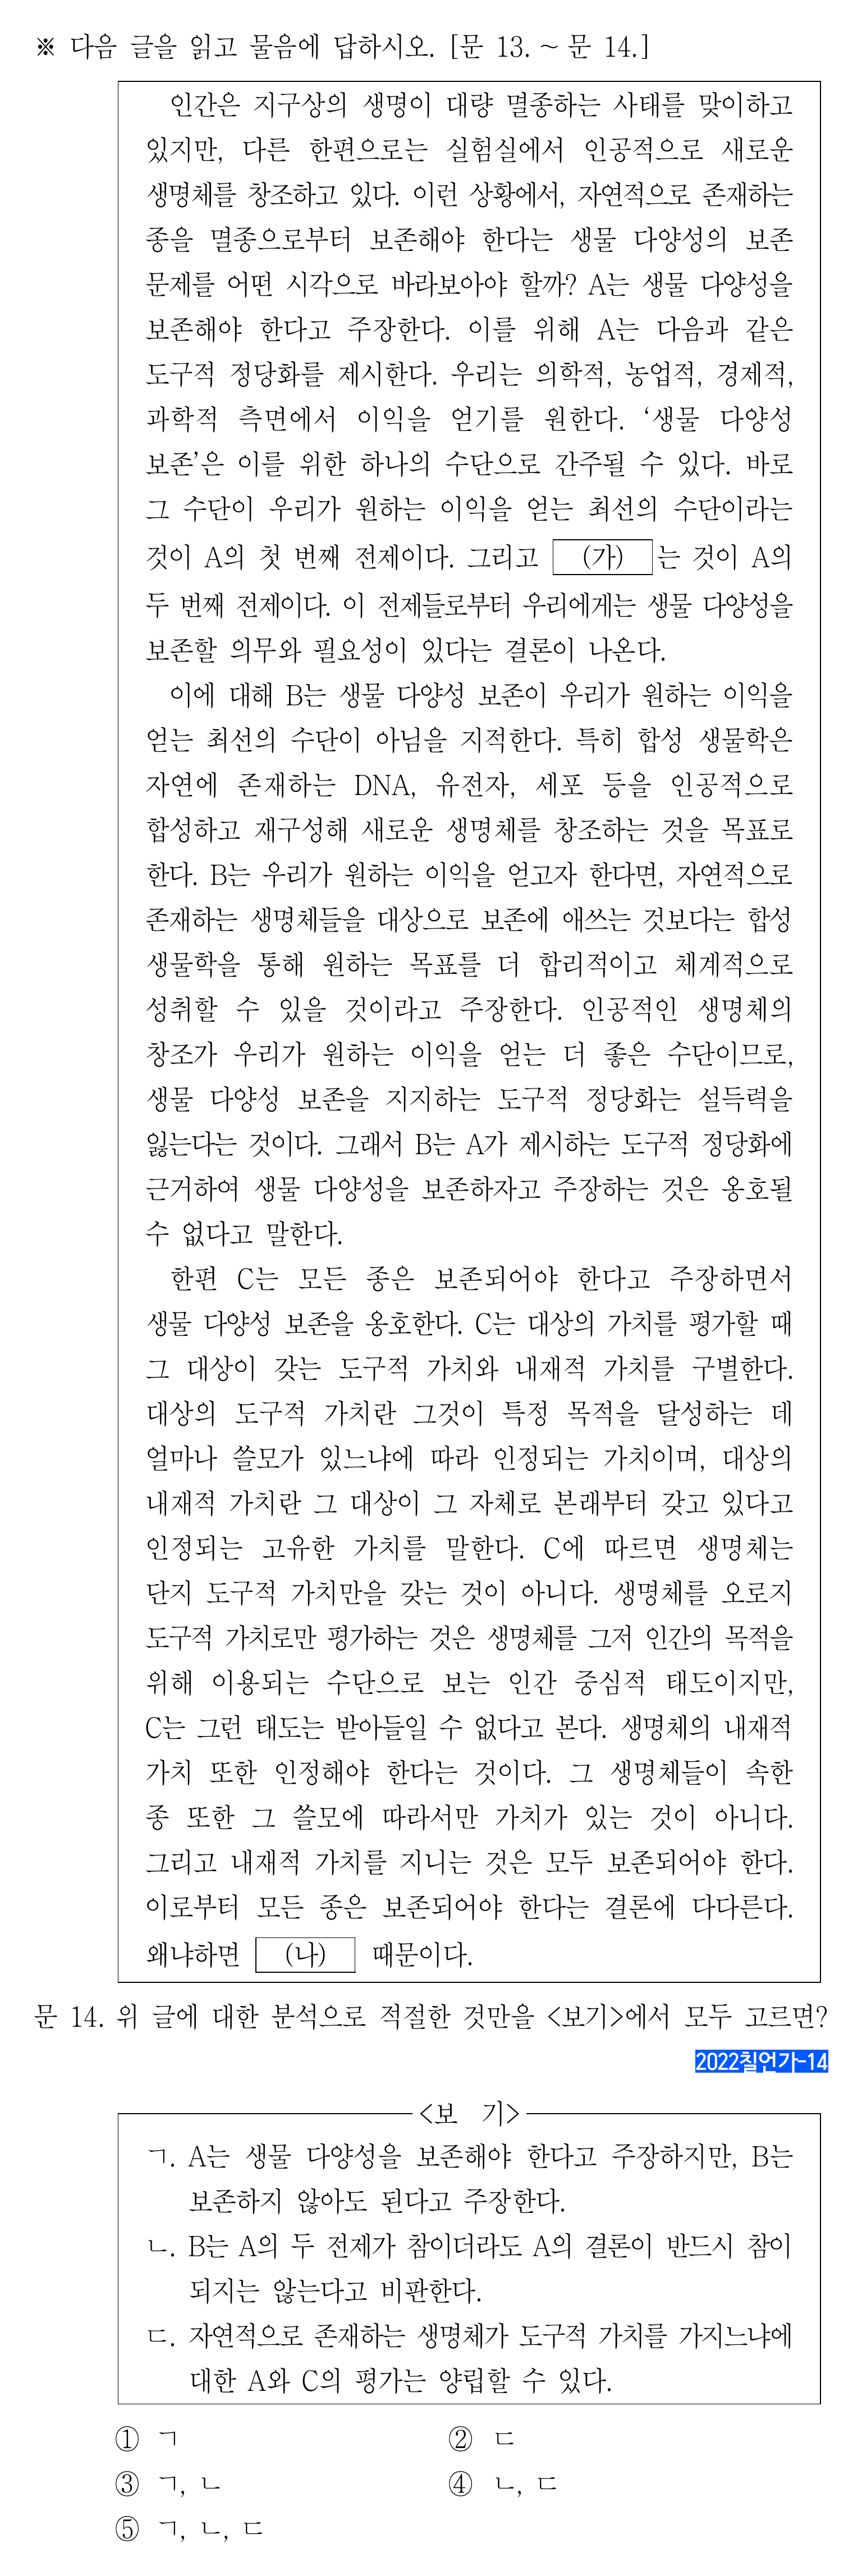 ※ 다음 글을 읽고 물음에 답하시오. [문 13. ~ 문 14.]
인간은 지구상의 생명이 대량 멸종하는 사태를 맞이하고
있지만, 다른 한편으로는 실험실에서 인공적으로 새로운
생명체를 창조하고 있다. 이런 상황에서, 자연적으로 존재하는
종을 멸종으로부터 보존해야 한다는 생물 다양성의 보존
문제를 어떤 시각으로 바라보아야 할까? A는 생물 다양성을
보존해야 한다고 주장한다. 이를 위해 A는 다음과 같은
도구적 정당화를 제시한다. 우리는 의학적, 농업적, 경제적,
과학적 측면에서 이익을 얻기를 원한다. ‘생물 다양성
보존’은 이를 위한 하나의 수단으로 간주될 수 있다. 바로
그 수단이 우리가 원하는 이익을 얻는 최선의 수단이라는
것이 A의 첫 번째 전제이다. 그리고 (가) 는 것이 A의
두 번째 전제이다. 이 전제들로부터 우리에게는 생물 다양성을
보존할 의무와 필요성이 있다는 결론이 나온다.
이에 대해 B는 생물 다양성 보존이 우리가 원하는 이익을
얻는 최선의 수단이 아님을 지적한다. 특히 합성 생물학은
자연에 존재하는 DNA, 유전자, 세포 등을 인공적으로
합성하고 재구성해 새로운 생명체를 창조하는 것을 목표로
한다. B는 우리가 원하는 이익을 얻고자 한다면, 자연적으로
존재하는 생명체들을 대상으로 보존에 애쓰는 것보다는 합성
생물학을 통해 원하는 목표를 더 합리적이고 체계적으로
성취할 수 있을 것이라고 주장한다. 인공적인 생명체의
창조가 우리가 원하는 이익을 얻는 더 좋은 수단이므로,
생물 다양성 보존을 지지하는 도구적 정당화는 설득력을
잃는다는 것이다. 그래서 B는 A가 제시하는 도구적 정당화에
근거하여 생물 다양성을 보존하자고 주장하는 것은 옹호될
수 없다고 말한다.
한편 C는 모든 종은 보존되어야 한다고 주장하면서
생물 다양성 보존을 옹호한다. C는 대상의 가치를 평가할 때
그 대상이 갖는 도구적 가치와 내재적 가치를 구별한다.
대상의 도구적 가치란 그것이 특정 목적을 달성하는 데
얼마나 쓸모가 있느냐에 따라 인정되는 가치이며, 대상의
내재적 가치란 그 대상이 그 자체로 본래부터 갖고 있다고
인정되는 고유한 가치를 말한다. C에 따르면 생명체는
단지 도구적 가치만을 갖는 것이 아니다. 생명체를 오로지
도구적 가치로만 평가하는 것은 생명체를 그저 인간의 목적을
위해 이용되는 수단으로 보는 인간 중심적 태도이지만,
C는 그런 태도는 받아들일 수 없다고 본다. 생명체의 내재적
가치 또한 인정해야 한다는 것이다. 그 생명체들이 속한
종 또한 그 쓸모에 따라서만 가치가 있는 것이 아니다.
그리고 내재적 가치를 지니는 것은 모두 보존되어야 한다.
이로부터 모든 종은 보존되어야 한다는 결론에 다다른다.
왜냐하면 (나) 때문이다.
문 14. 위 글에 대한 분석으로 적절한 것만을 <보기>에서 모두 고르면?
2022칠언가-14
<보 기>
ㄱ. A는 생물 다양성을 보존해야 한다고 주장하지만, B는
보존하지 않아도 된다고 주장한다.
ㄴ. B는 A의 두 전제가 참이더라도 A의 결론이 반드시 참이
되지는 않는다고 비판한다.
ㄷ. 자연적으로 존재하는 생명체가 도구적 가치를 가지느냐에
대한 A와 C의 평가는 양립할 수 있다.
① ㄱ ② ㄷ
③ ㄱ, ㄴ ④ ㄴ, ㄷ
⑤ ㄱ, ㄴ, ㄷ